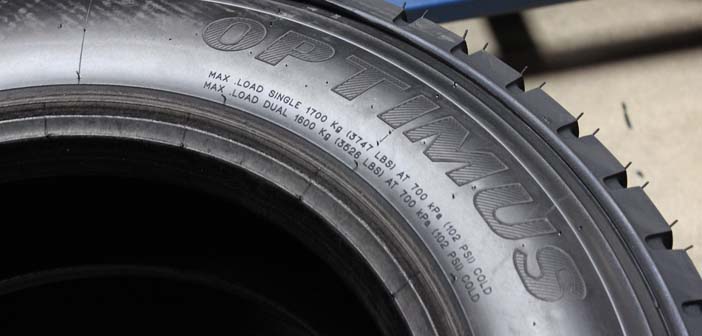 OPTIMUS
MAX .LOAD SINGLE 1700 Kg (3747 LBS) AT 700 kPa (102 PSI) COLD
MAX .LOAD DUAL 1600 Kg (3526 LBS) AT 700 kPa (102 PSI) COLD